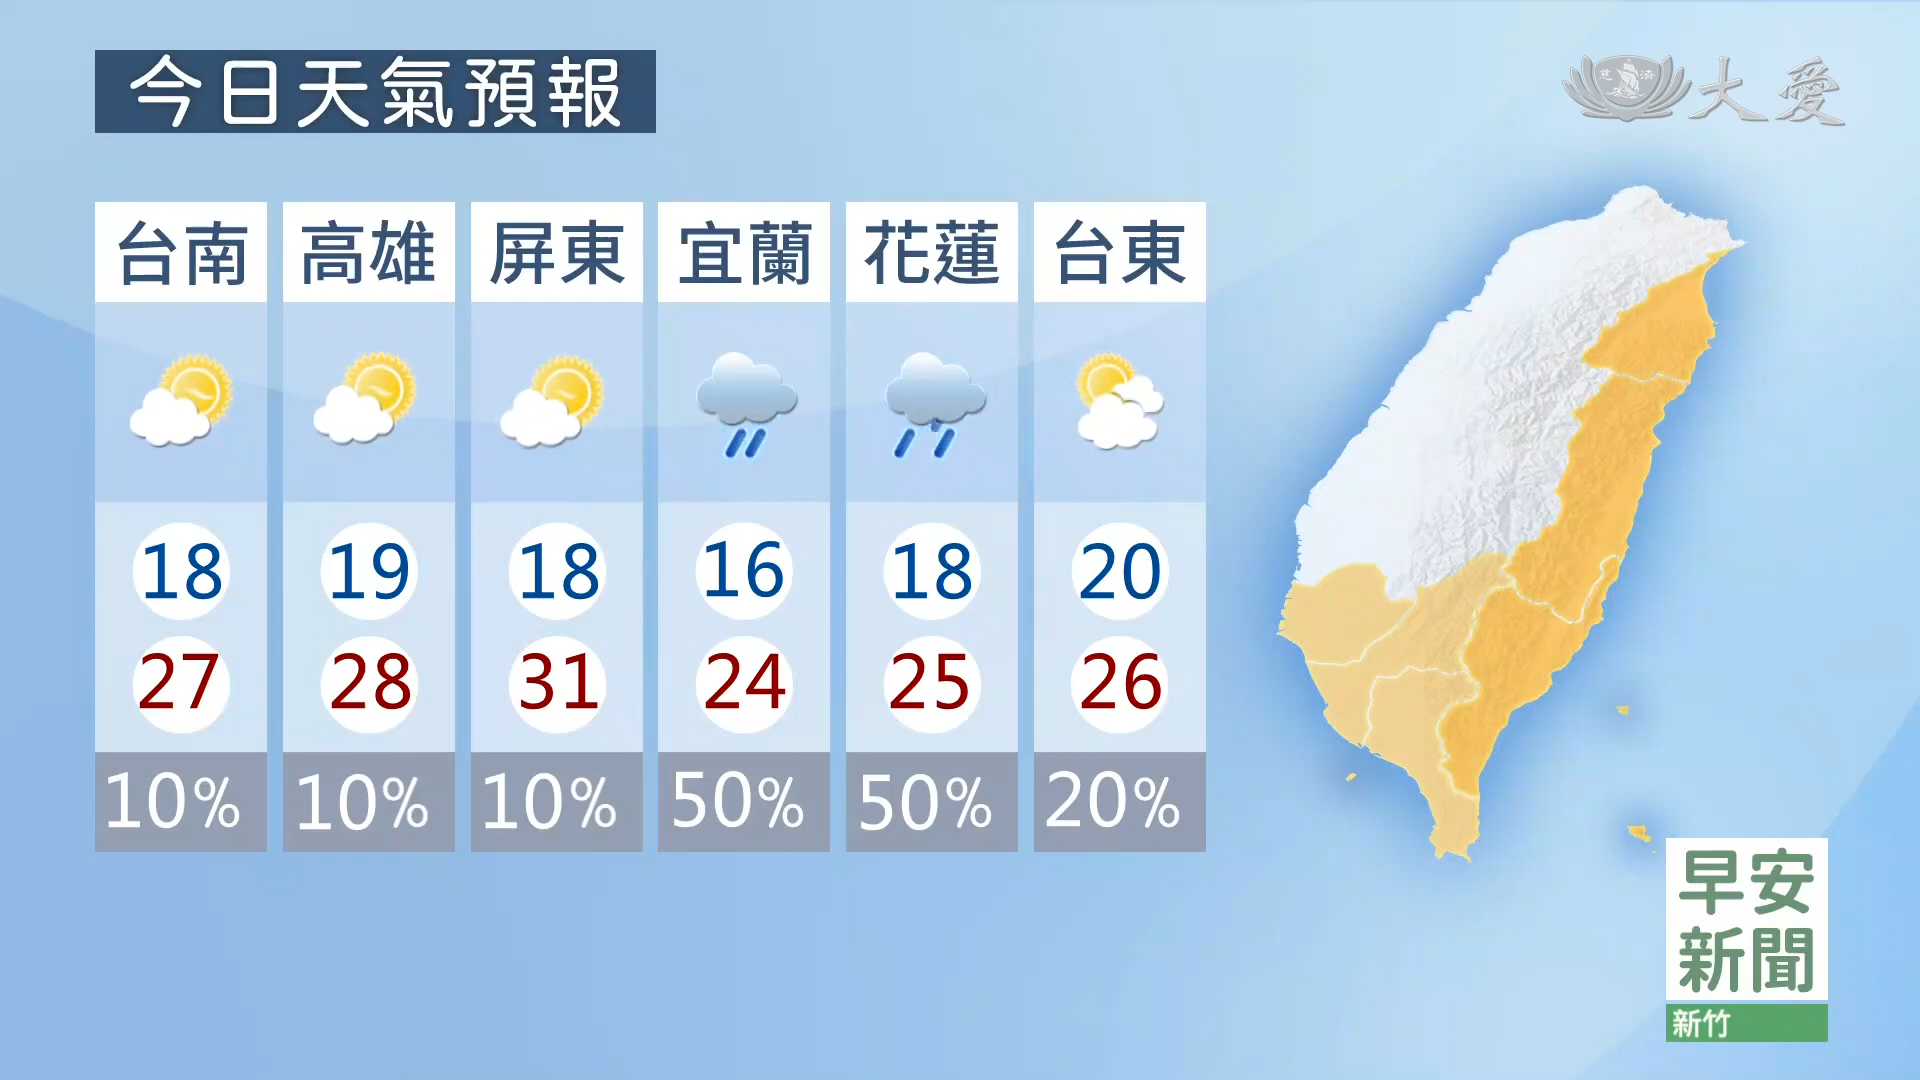 今日天氣預報
慈濟
大愛
台南 高雄 屏東 宜蘭 花蓮 台東
18 19 18 16 18 20
27 28 31 24 25 26
10% 10% 10% 50% 50% 20%
早安
新聞
新竹